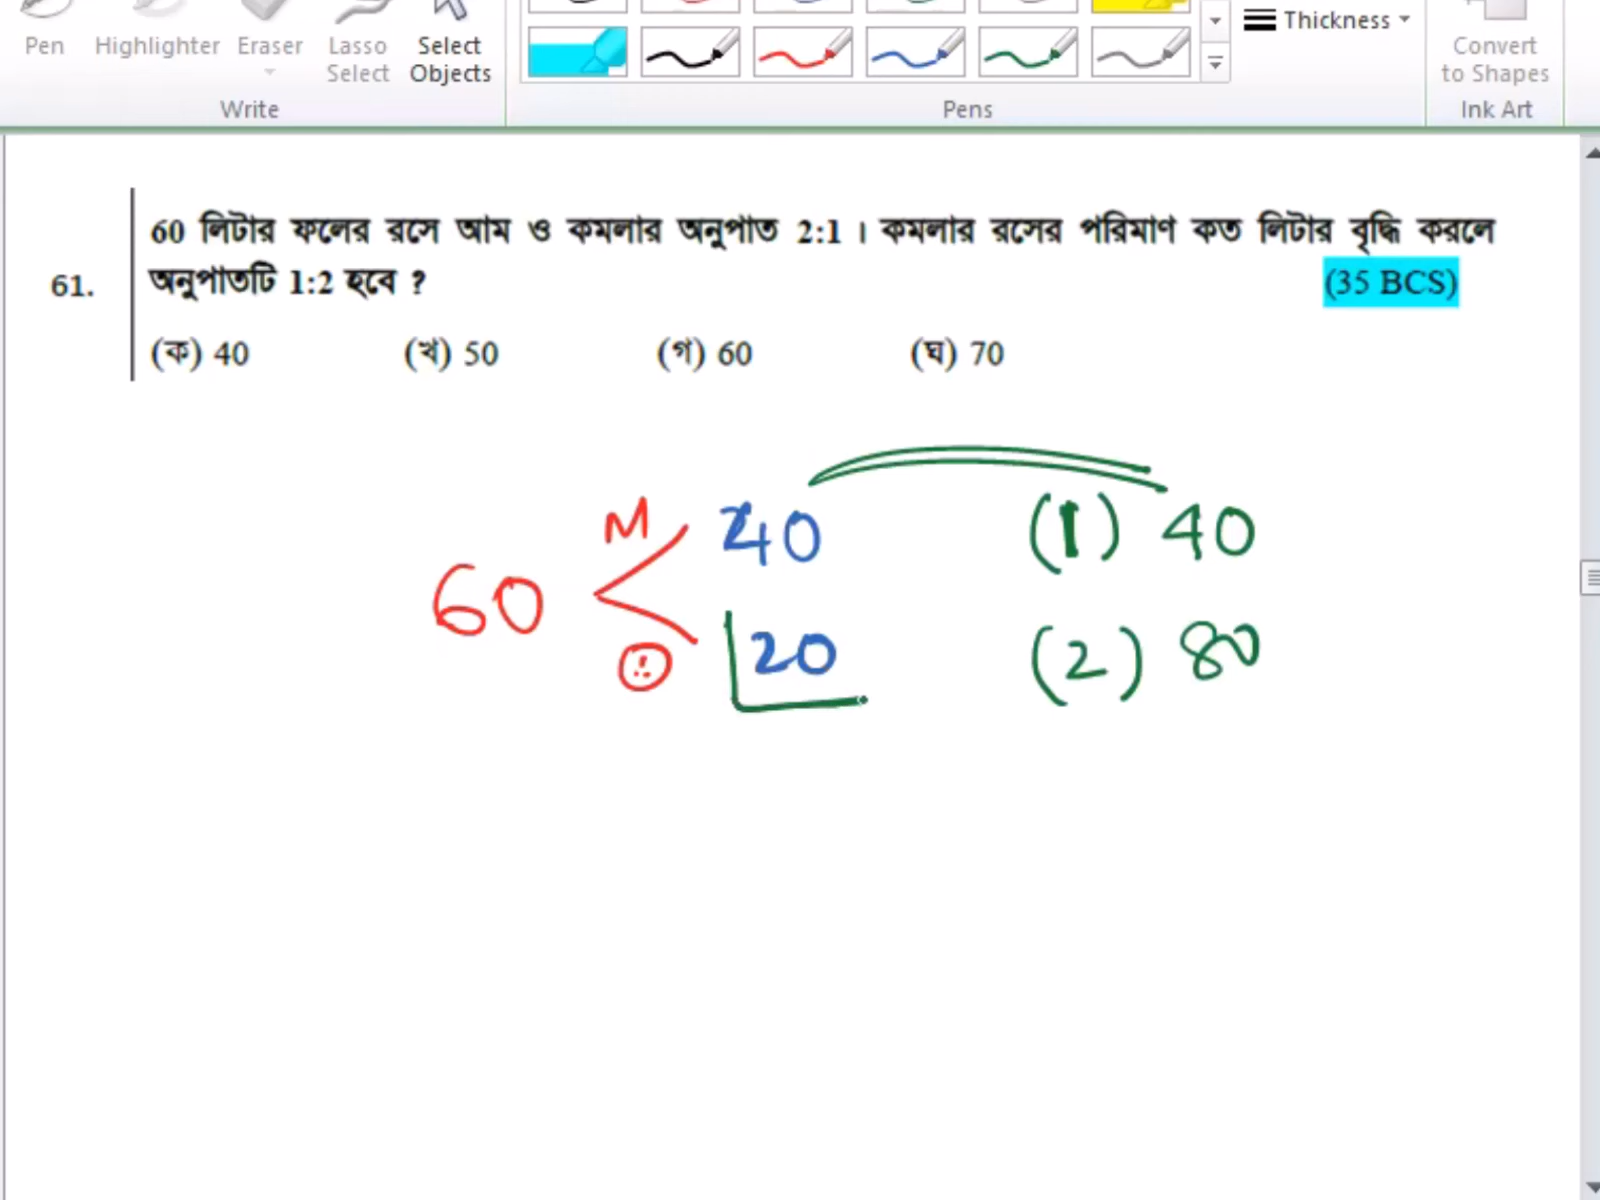 Pen Highlighter Eraser Lasso Select Select Objects
Write
Pens
Thickness
Convert to Shapes
Ink Art
61.
60 লিটার ফলের রসে আম ও কমলার অনুপাত 2:1 । কমলার রসের পরিমাণ কত লিটার বৃদ্ধি করলে
অনুপাতটি 1:2 হবে ? (35 BCS)
(ক) 40 (খ) 50 (গ) 60 (ঘ) 70
M 40 (1) 40
60
20 (2) 80